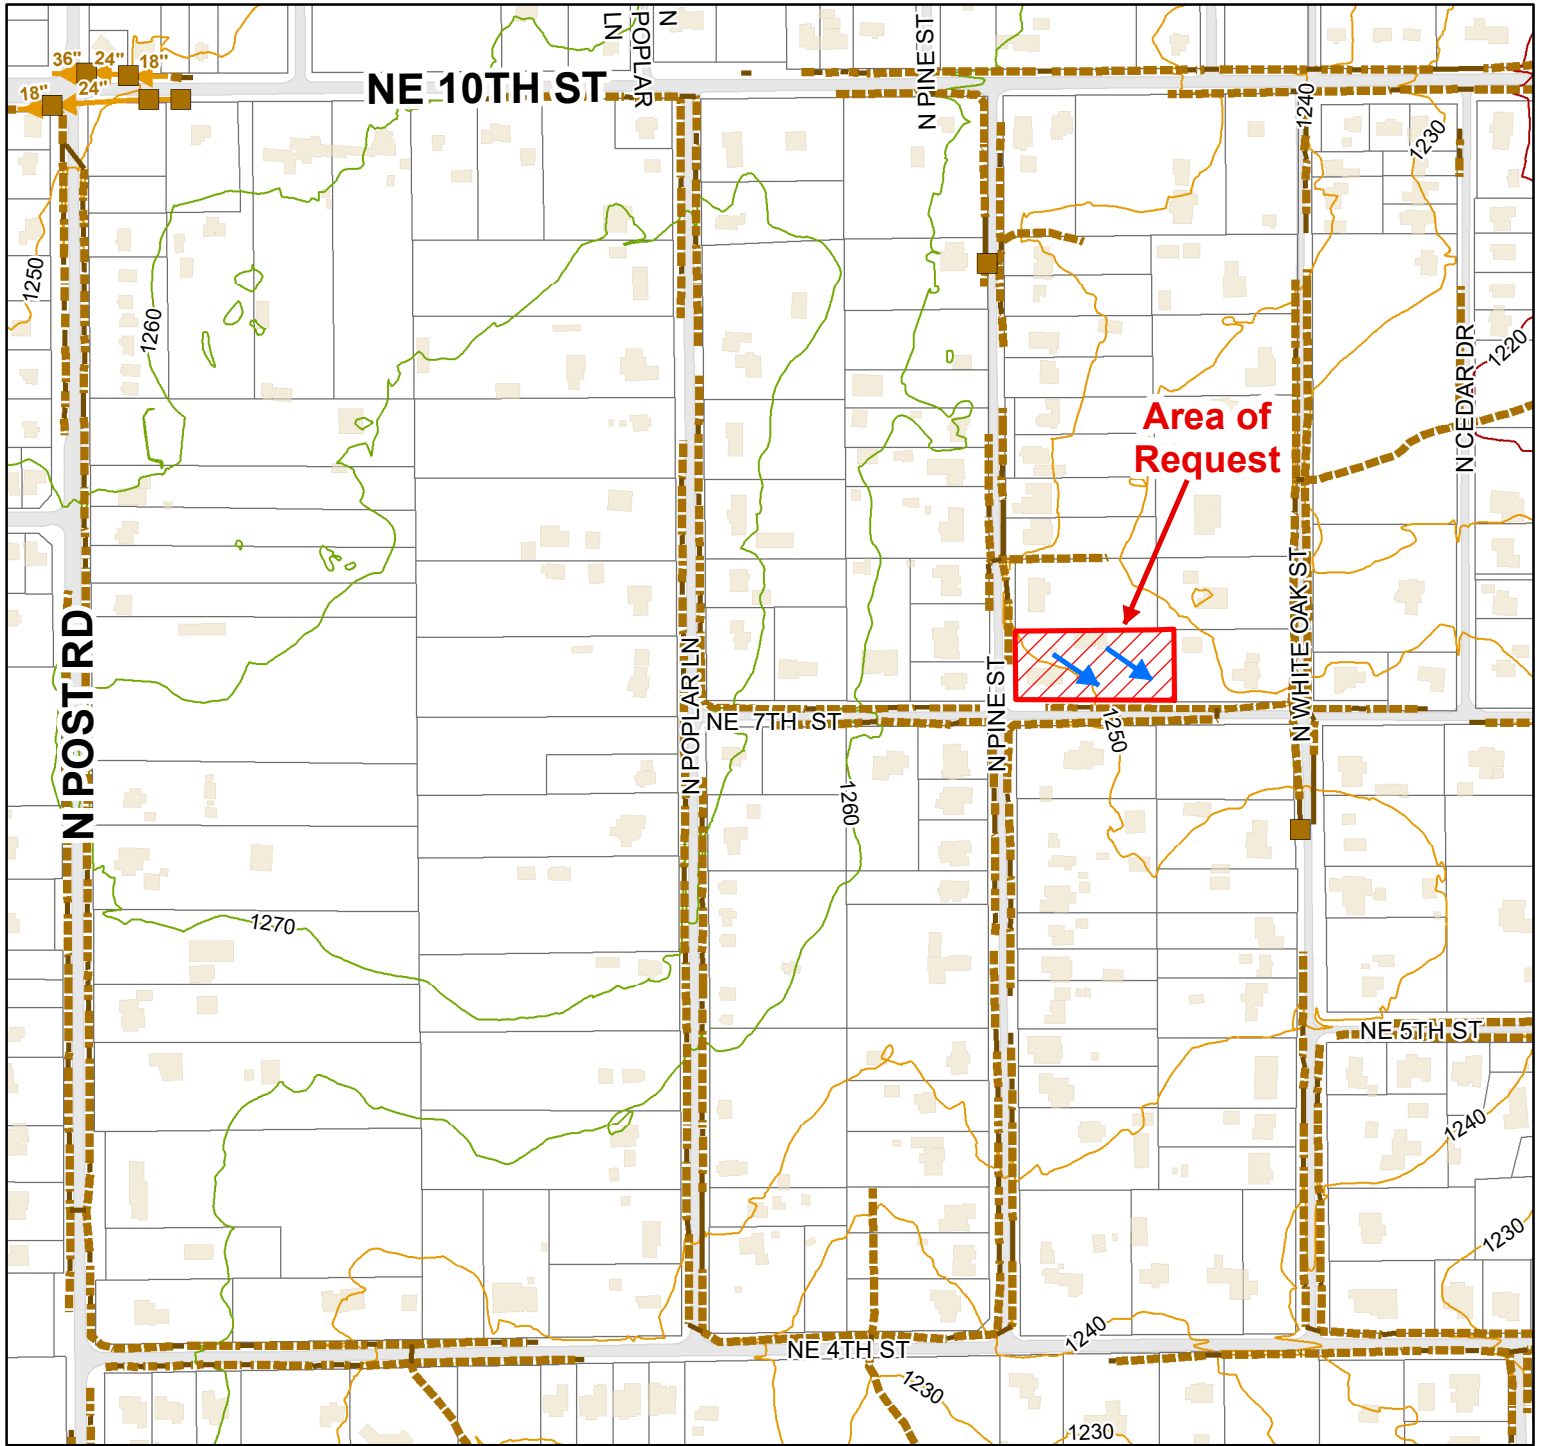 N
POPLAR
LN
N PINE ST
36"
24"
18"
18"
24"
NE 10TH ST
1240
1230
1250
1260
1220
N CEDAR DR
Area of
Request
N WHITE OAK ST
N POST RD
N POPLAR LN
N PINE ST
NE 7TH ST
1250
1260
1270
NE 5TH ST
1240
1230
1240
NE 4TH ST
1230
1230